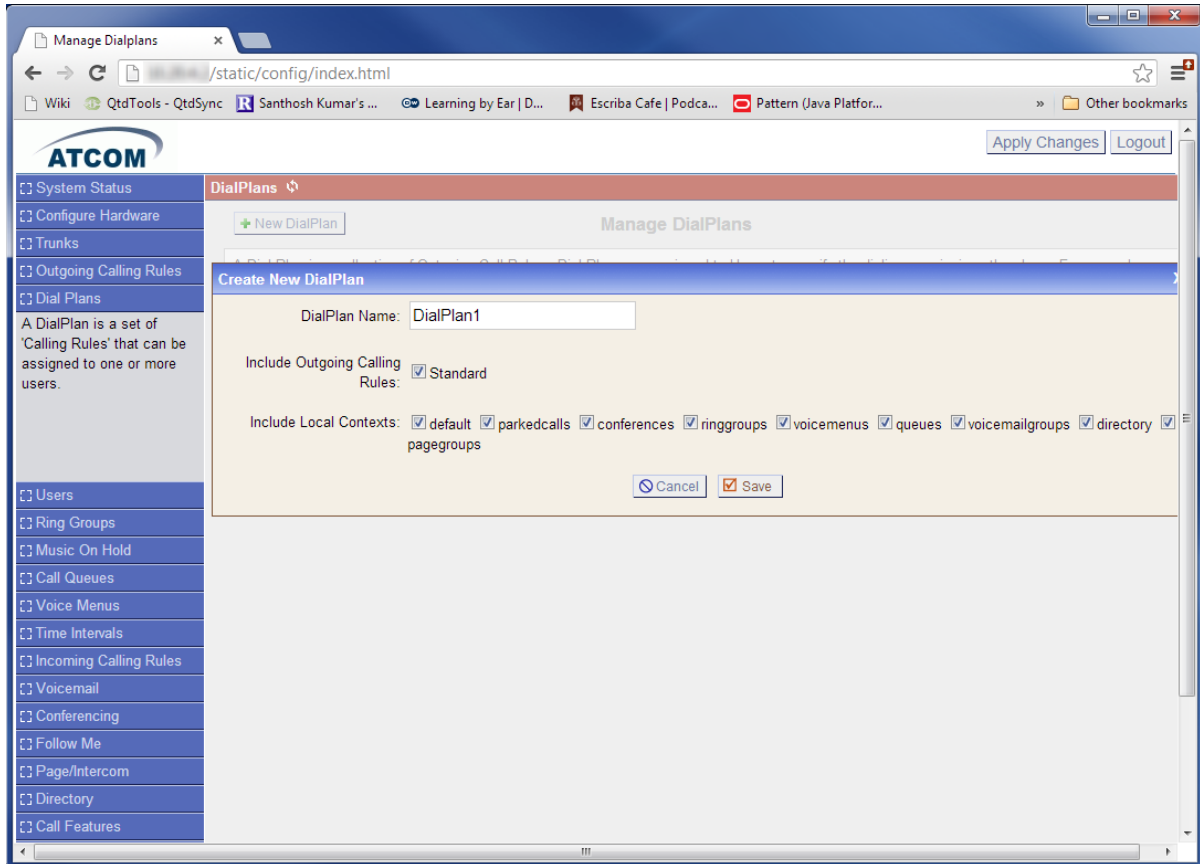 Manage Dialplans
/static/config/index.html
Wiki QtdTools - QtdSync Santhosh Kumar's ... Learning by Ear | D... Escriba Cafe | Podca... Pattern (Java Platfor... » Other bookmarks
ATCOM
Apply Changes Logout
System Status
Configure Hardware
Trunks
Outgoing Calling Rules
Dial Plans
A DialPlan is a set of
'Calling Rules' that can be
assigned to one or more
users.
Users
Ring Groups
Music On Hold
Call Queues
Voice Menus
Time Intervals
Incoming Calling Rules
Voicemail
Conferencing
Follow Me
Page/Intercom
Directory
Call Features
DialPlans
New DialPlan
Manage DialPlans
Create New DialPlan
DialPlan Name: DialPlan1
Include Outgoing Calling
Rules: Standard
Include Local Contexts: default parkedcalls conferences ringgroups voicemenus queues voicemailgroups directory
pagegroups
Cancel Save